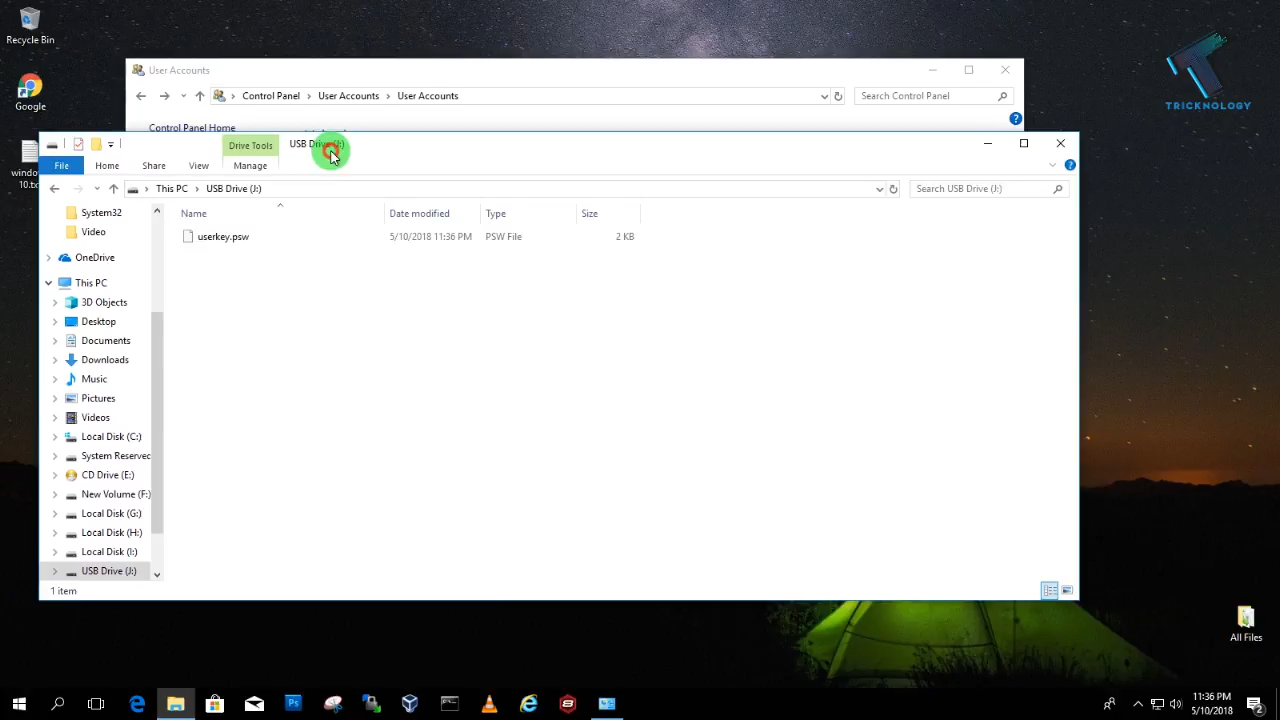 Recycle Bin
Google
window
10.txt
TRICKNOLOGY
User Accounts
Control Panel
User Accounts
User Accounts
Search Control Panel
Control Panel Home
Drive Tools
USB Drive (J:)
File
Home
Share
View
Manage
This PC
USB Drive (J:)
Search USB Drive (J:)
Name
Date modified
Type
Size
userkey.psw
5/10/2018 11:36 PM
PSW File
2 KB
System32
Video
OneDrive
This PC
3D Objects
Desktop
Documents
Downloads
Music
Pictures
Videos
Local Disk (C:)
System Reserved
CD Drive (E:)
New Volume (F:)
Local Disk (G:)
Local Disk (H:)
Local Disk (I:)
USB Drive (J:)
1 item
All Files
Ps
11:36 PM
5/10/2018
2